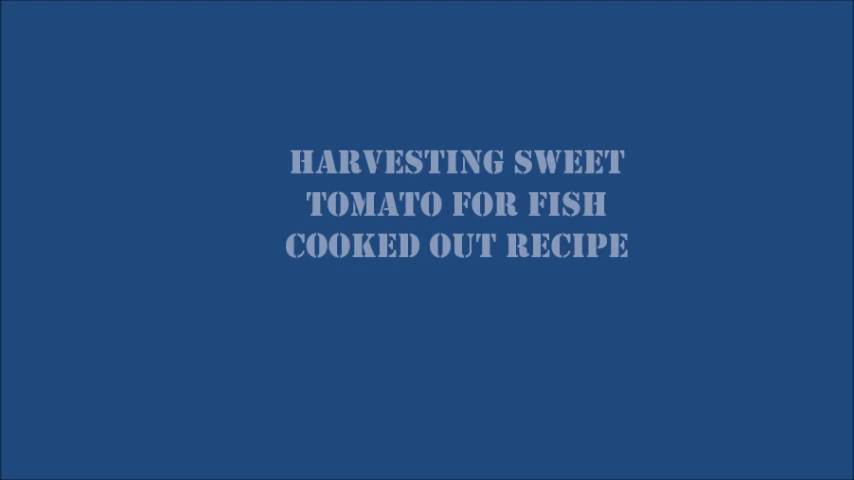 HARVESTING SWEET
TOMATO FOR FISH
COOKED OUT RECIPE